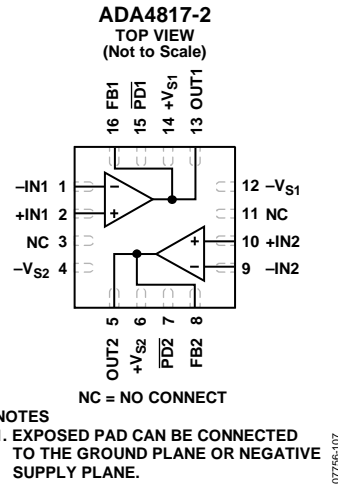 ADA4817-2
TOP VIEW
(Not to Scale)
16 FB1
15 PD1
14 +VS1
13 OUT1
–IN1 1
+IN1 2
NC 3
–VS2 4
12 –VS1
11 NC
10 +IN2
9 –IN2
–
+
+
–
OUT2 5
+VS2 6
PD2 7
FB2 8
NC = NO CONNECT
NOTES
1. EXPOSED PAD CAN BE CONNECTED
TO THE GROUND PLANE OR NEGATIVE
SUPPLY PLANE.
07756-107